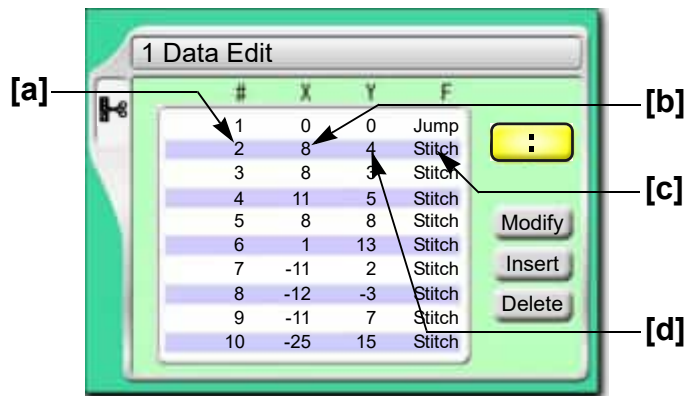 1 Data Edit
[a]
# X Y F
[b]
1 0 0 Jump
2 8 4 Stitch
:
3 8 3 Stitch
[c]
4 11 5 Stitch
5 8 8 Stitch
Modify
6 1 13 Stitch
7 -11 2 Stitch
Insert
8 -12 -3 Stitch
Delete
9 -11 7 Stitch
[d]
10 -25 15 Stitch